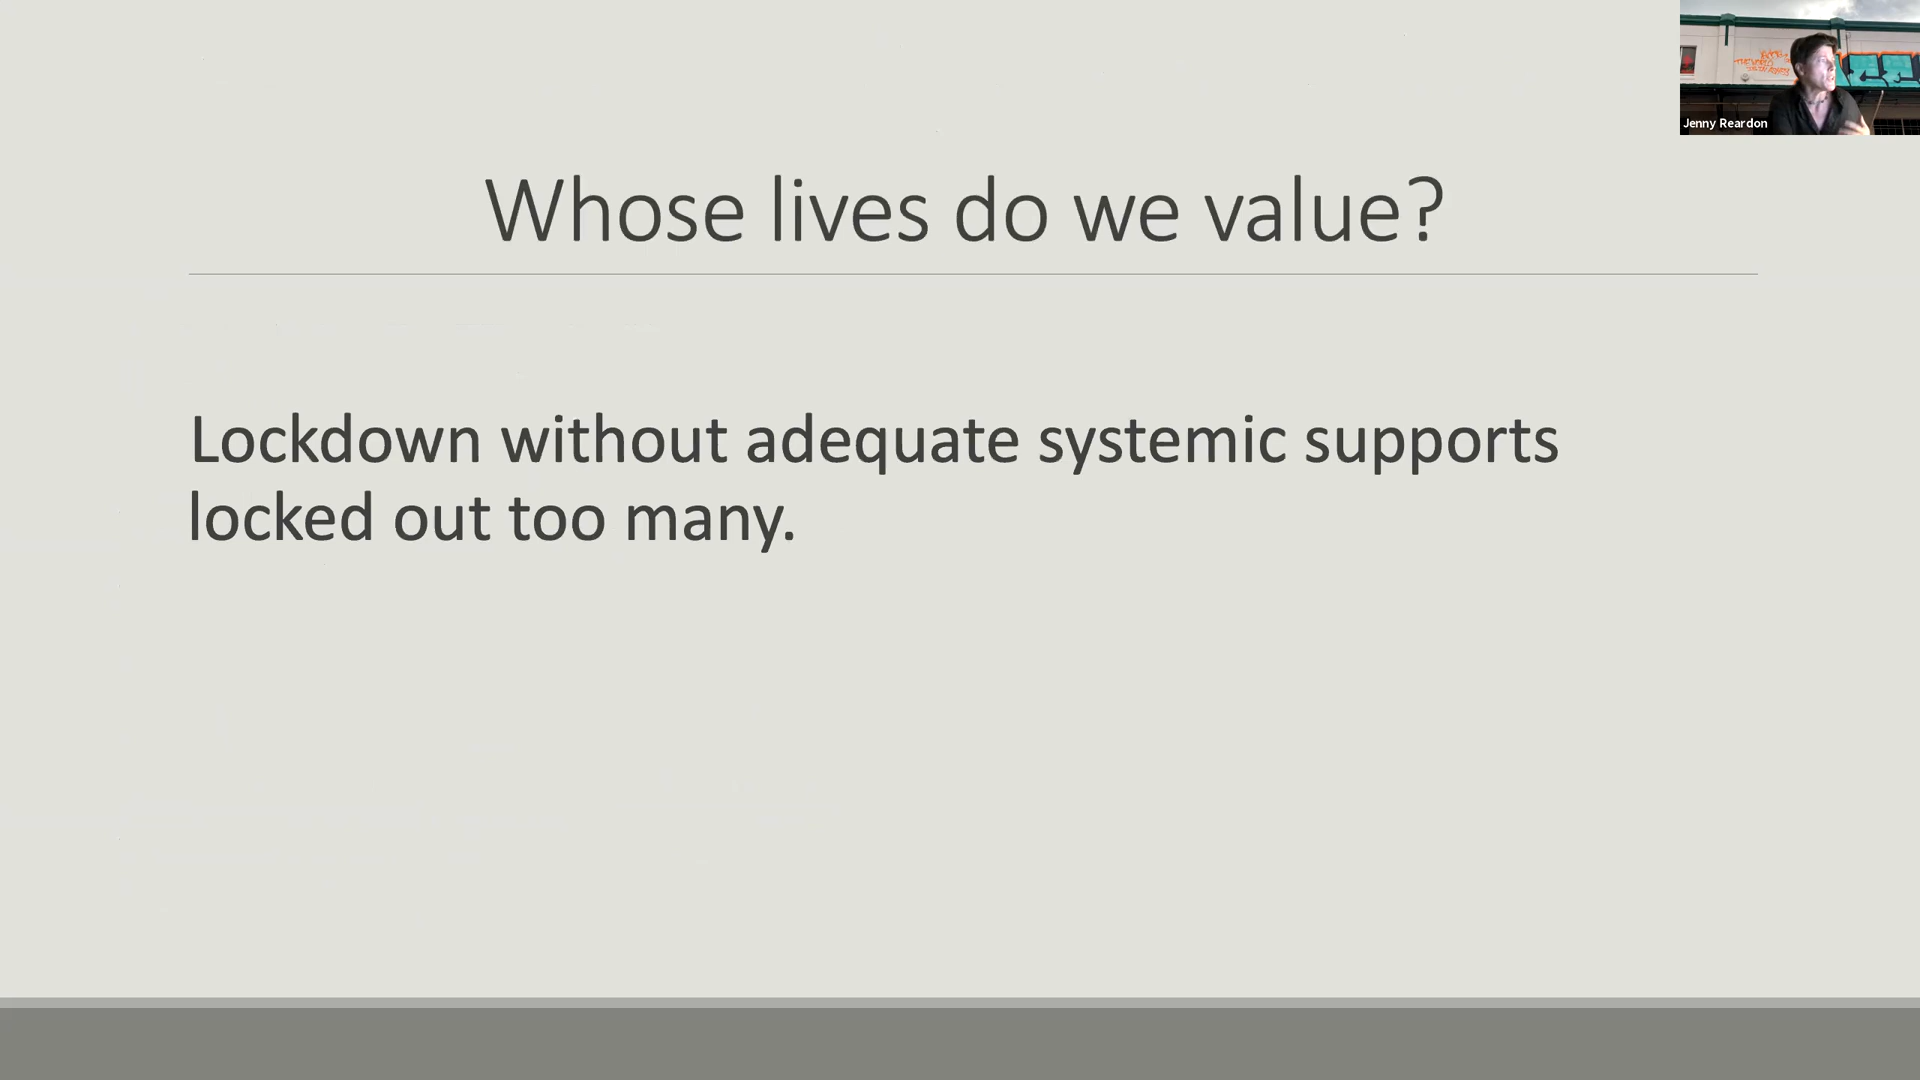 Jenny Reardon
Whose lives do we value?
Lockdown without adequate systemic supports
locked out too many.